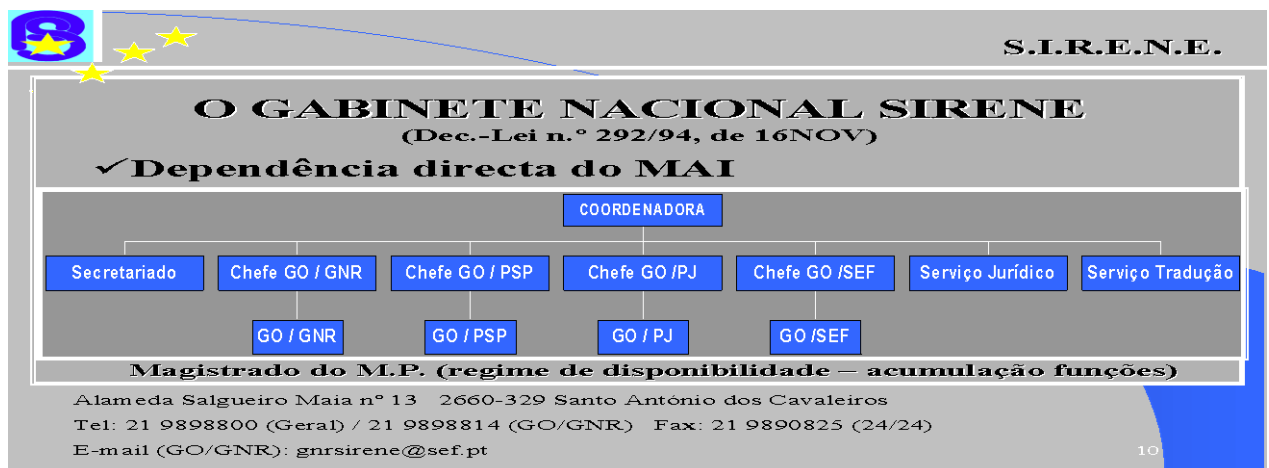 S.I.R.E.N.E.
O GABINETE NACIONAL SIRENE
(Dec.-Lei n.º 292/94, de 16NOV)
✓Dependência directa do MAI
COORDENADORA
Secretariado Chefe GO / GNR Chefe GO / PSP Chefe GO /PJ Chefe GO /SEF Serviço Jurídico Serviço Tradução
GO / GNR GO / PSP GO / PJ GO /SEF
Magistrado do M.P. (regime de disponibilidade – acumulação funções)
Alameda Salgueiro Maia nº 13 2660-329 Santo António dos Cavaleiros
Tel: 21 9898800 (Geral) / 21 9898814 (GO/GNR) Fax: 21 9890825 (24/24)
E-mail (GO/GNR): gnrsirene@sef.pt
10